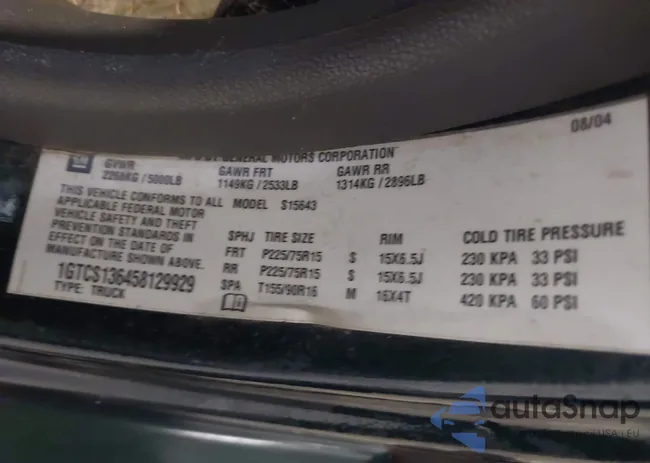 08/04
GENERAL MOTORS CORPORATION
GM GVWR GAWR FRT GAWR RR
2268KG / 5000LB 1149KG / 2533LB 1314KG / 2896LB
THIS VEHICLE CONFORMS TO ALL MODEL S15643
APPLICABLE FEDERAL MOTOR
VEHICLE SAFETY AND THEFT
PREVENTION STANDARDS IN
EFFECT ON THE DATE OF
MANUFACTURE SHOWN ABOVE.
1GTCS136458129929
TYPE: TRUCK
SPHJ TIRE SIZE RIM COLD TIRE PRESSURE
FRT P225/75R15 S 15X6.5J 230 KPA 33 PSI
RR P225/75R15 S 15X6.5J 230 KPA 33 PSI
SPA T155/90R16 M 16X4T 420 KPA 60 PSI
autoSnap
USA - EU